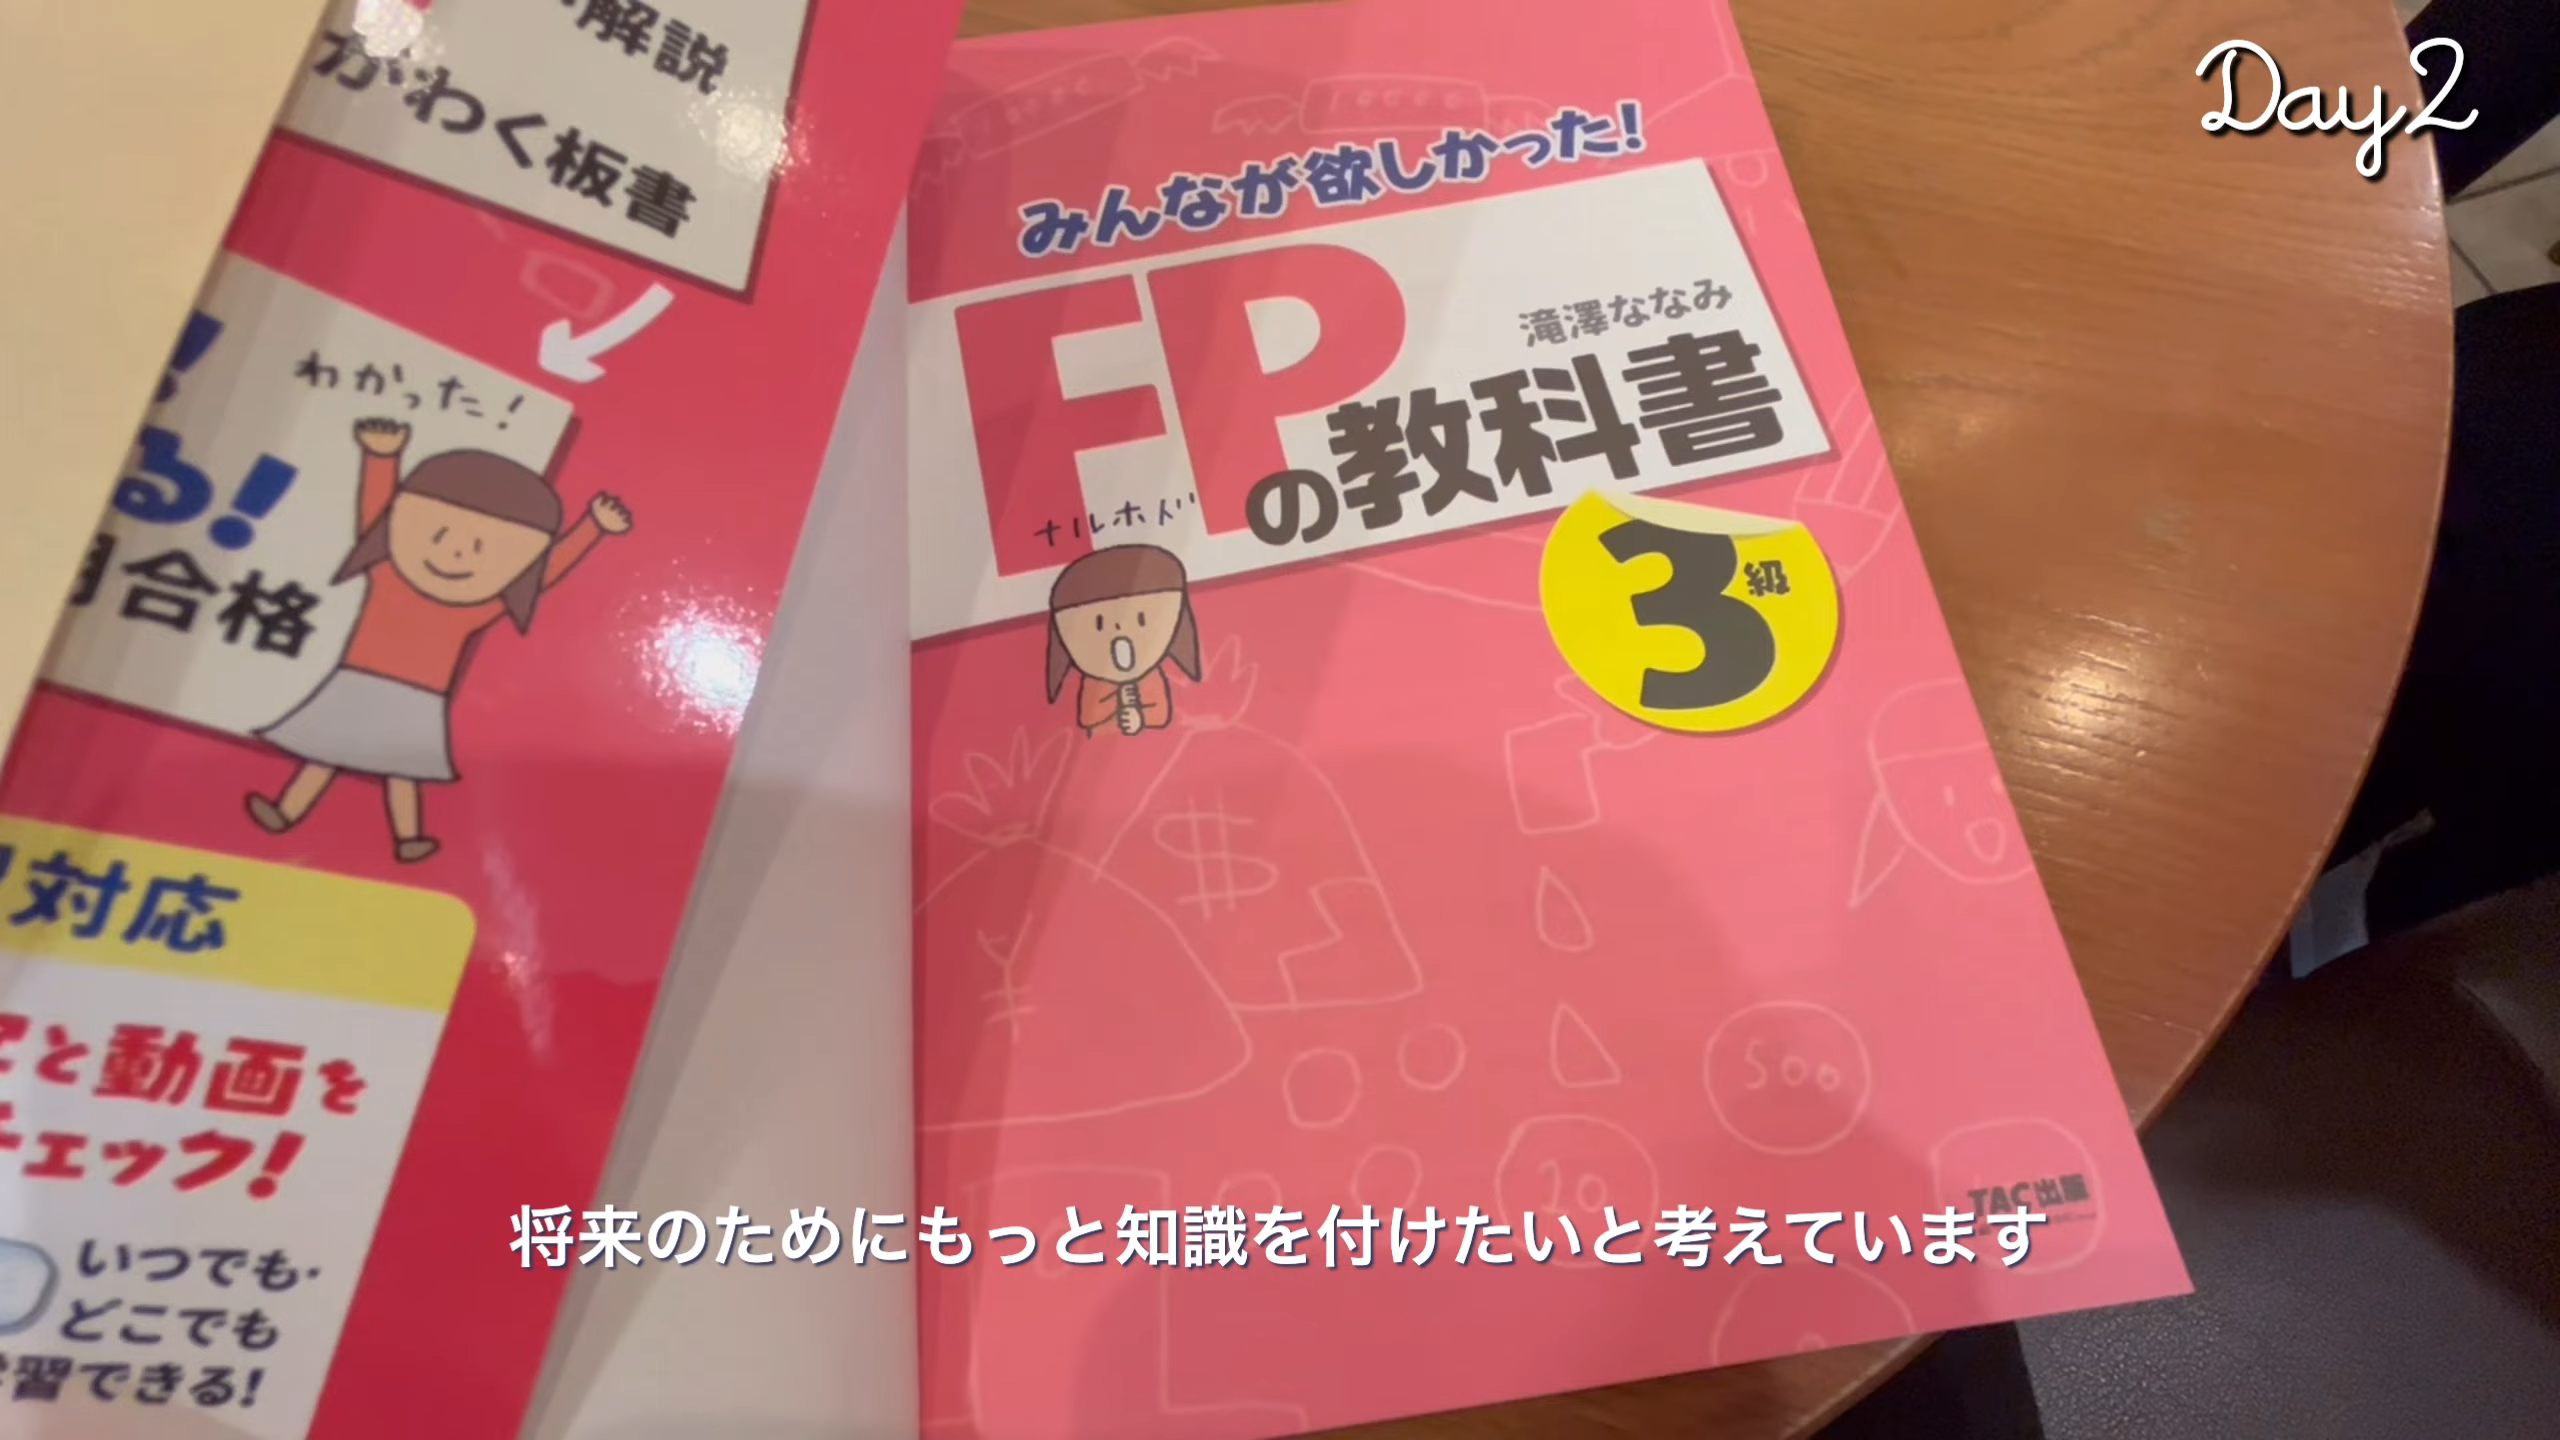 Day2
解説
がわく板書
わかった!
る!
合格
対応
と動画を
チェック!
いつでも・
どこでも
習できる!
みんなが欲しかった!
滝澤ななみ
FPの教科書
3級
ナルホド
$
¥
500
10
TAC出版
将来のためにもっと知識を付けたいと考えています